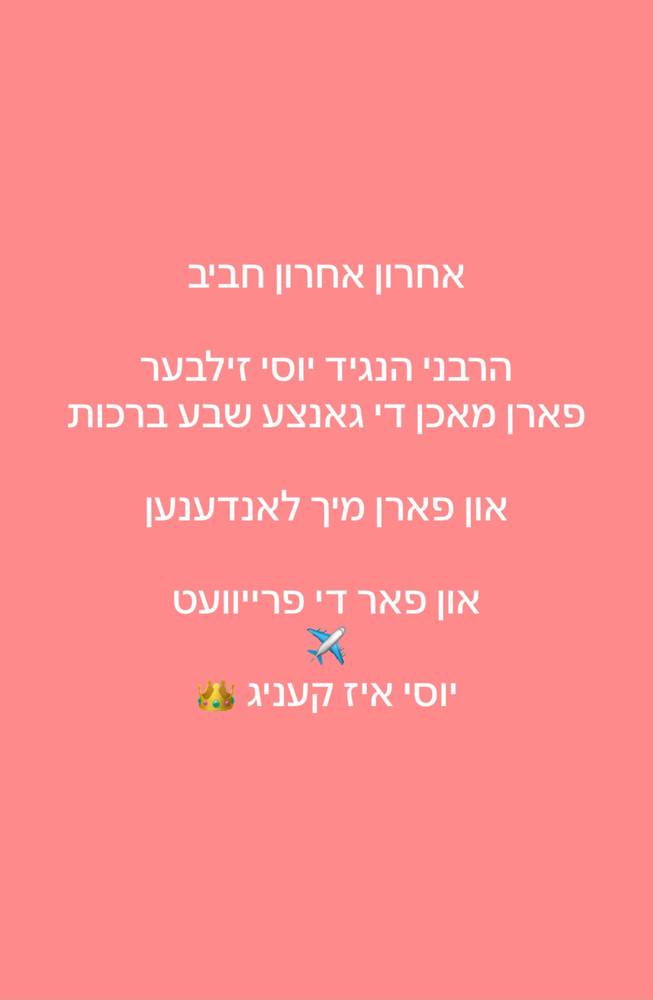 אחרון אחרון חביב
הרבני הנגיד יוסי זילבער
פארן מאכן די גאנצע שבע ברכות
און פארן מיך לאנדענען
און פאר די פרייוועט
✈️
יוסי איז קעניג 👑